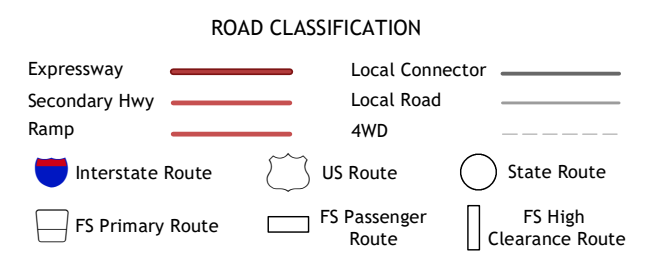 ROAD CLASSIFICATION
Expressway
Local Connector
Secondary Hwy
Local Road
Ramp
4WD
Interstate Route
US Route
State Route
FS Primary Route
FS Passenger
Route
FS High
Clearance Route